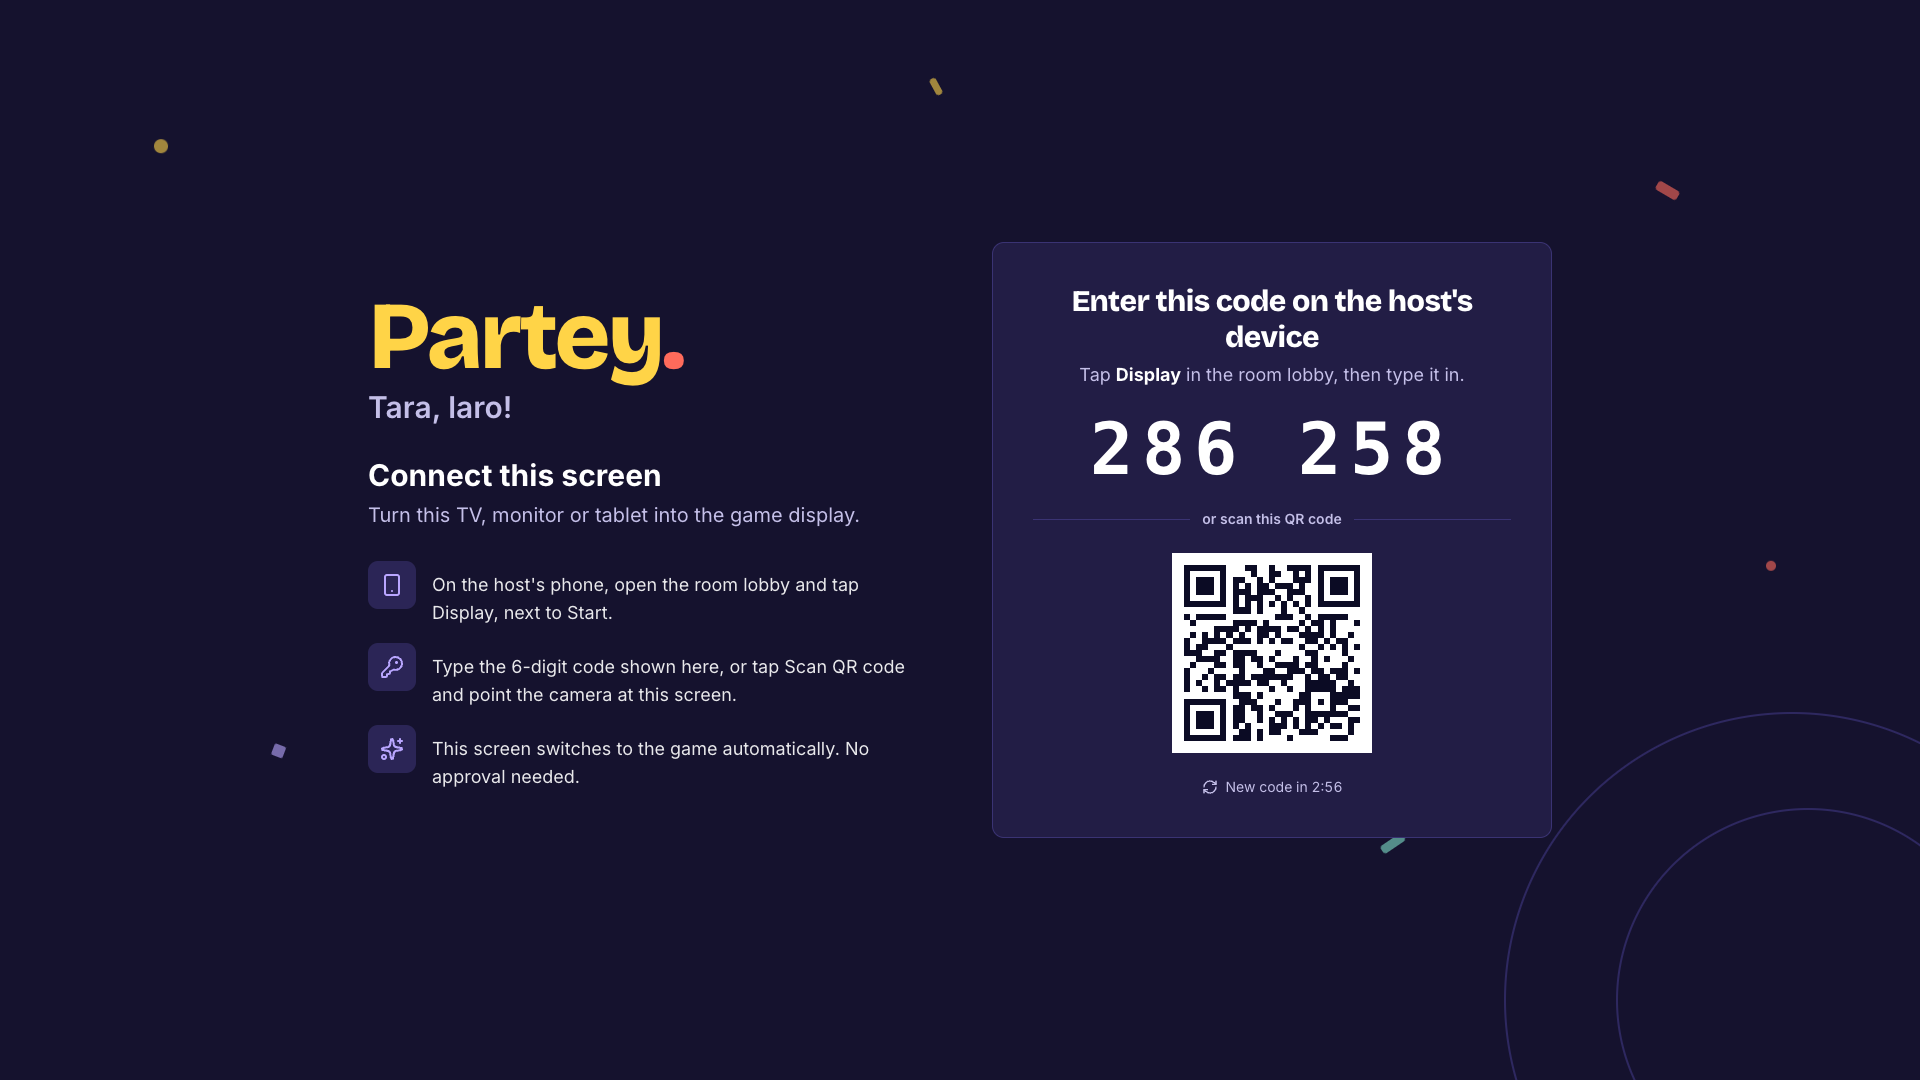 Partey.
Tara, laro!
Connect this screen
Turn this TV, monitor or tablet into the game display.
On the host's phone, open the room lobby and tap
Display, next to Start.
Type the 6-digit code shown here, or tap Scan QR code
and point the camera at this screen.
This screen switches to the game automatically. No
approval needed.
Enter this code on the host's
device
Tap Display in the room lobby, then type it in.
286 258
or scan this QR code
New code in 2:56